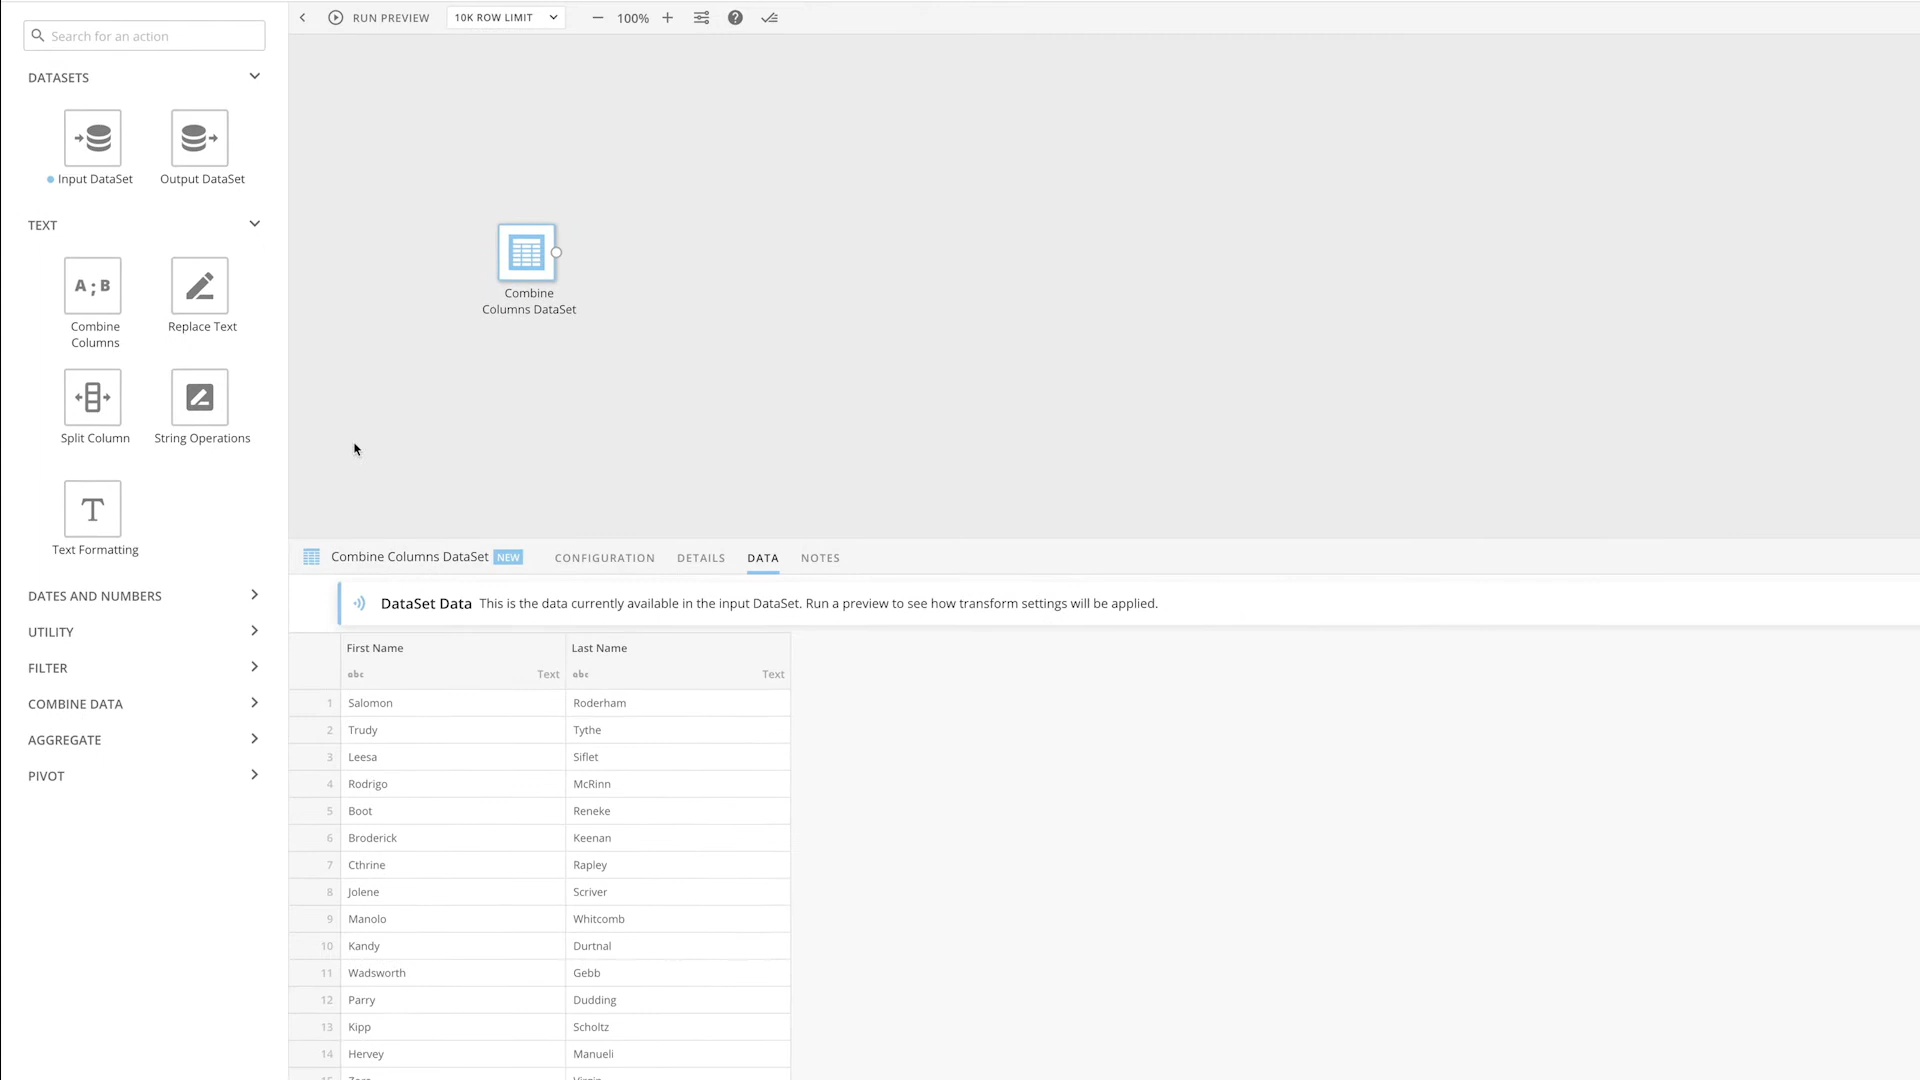 Search for an action
DATASETS
Input DataSet
Output DataSet
TEXT
A ; B
Combine
Columns
Replace Text
Split Column
String Operations
T
Text Formatting
DATES AND NUMBERS
UTILITY
FILTER
COMBINE DATA
AGGREGATE
PIVOT
RUN PREVIEW
10K ROW LIMIT
100%
?
Combine
Columns DataSet
Combine Columns DataSet NEW
CONFIGURATION
DETAILS
DATA
NOTES
DataSet Data This is the data currently available in the input DataSet. Run a preview to see how transform settings will be applied.
First Name Last Name
abc Text abc Text
1 Salomon Roderham
2 Trudy Tythe
3 Leesa Siflet
4 Rodrigo McRinn
5 Boot Reneke
6 Broderick Keenan
7 Cthrine Rapley
8 Jolene Scriver
9 Manolo Whitcomb
10 Kandy Durtnal
11 Wadsworth Gebb
12 Parry Dudding
13 Kipp Scholtz
14 Hervey Manueli